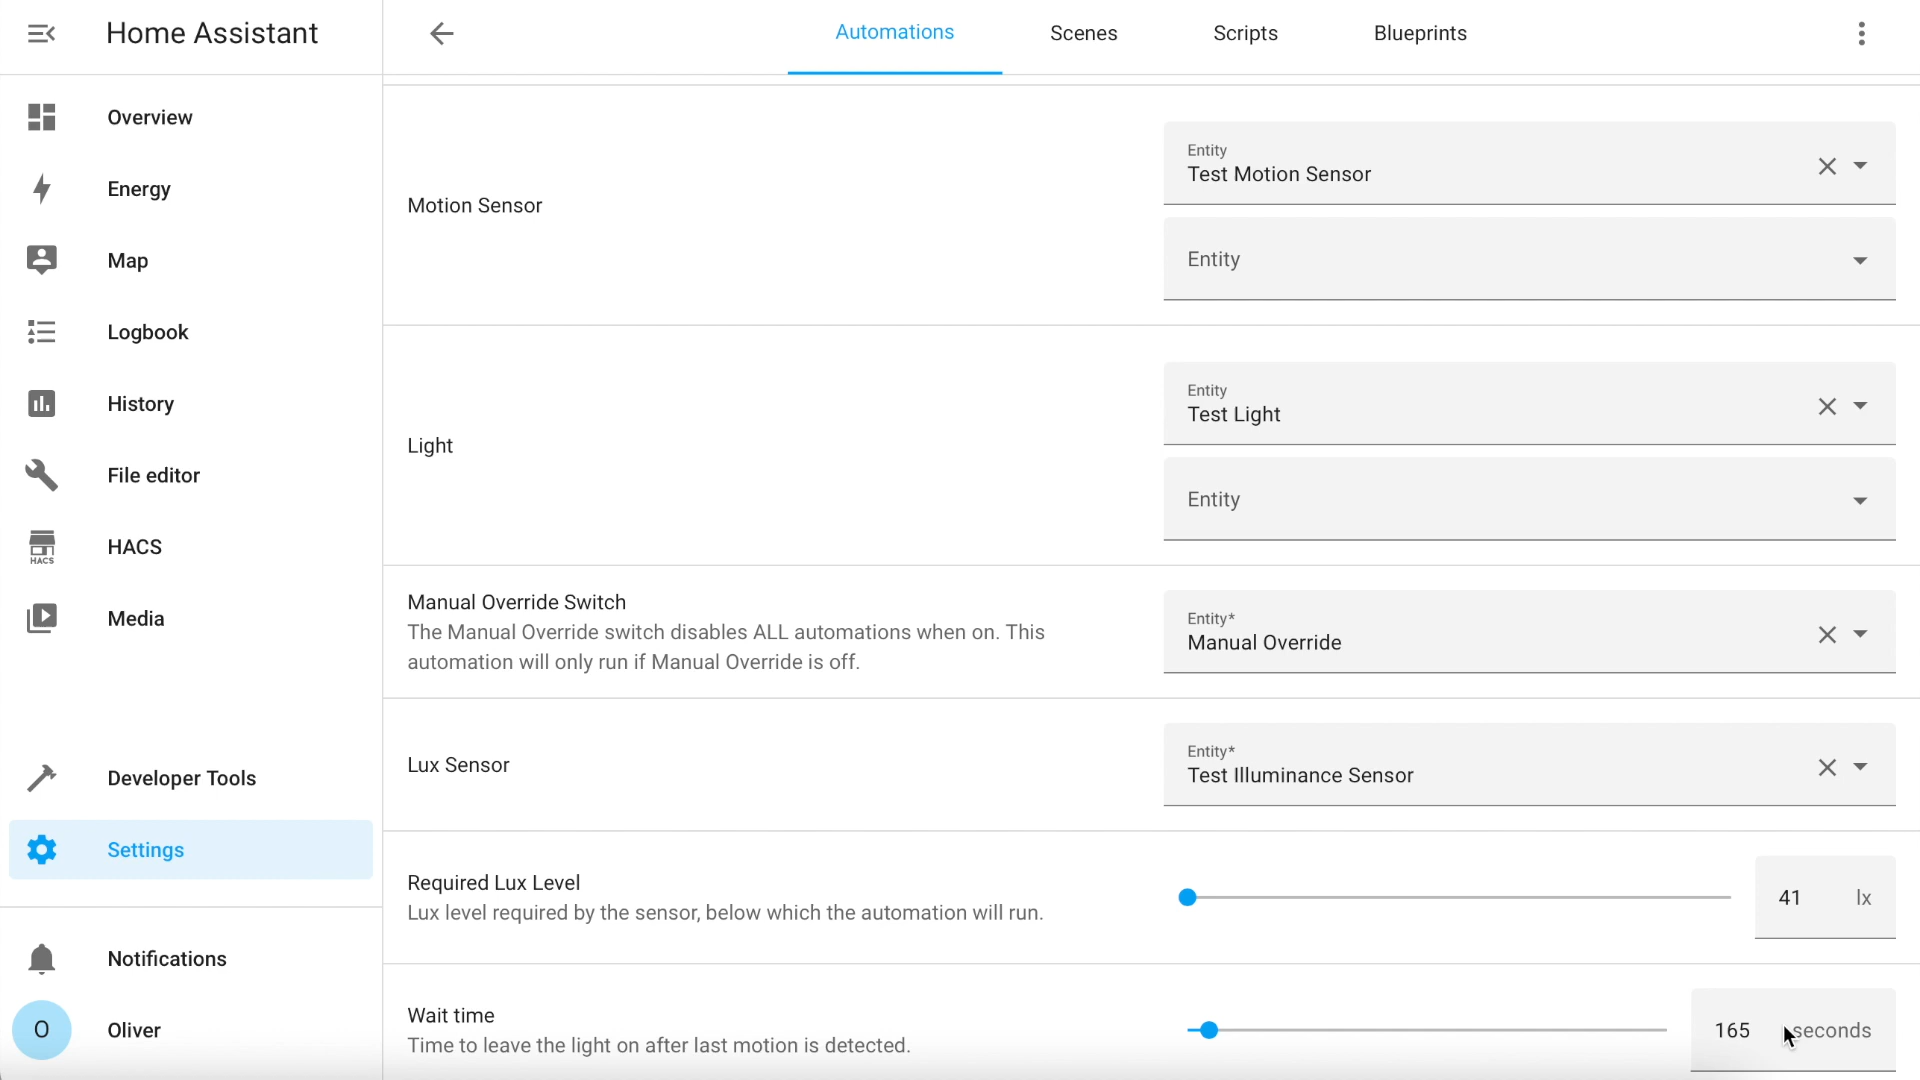 Home Assistant
Automations
Scenes
Scripts
Blueprints
Overview
Energy
Map
Logbook
History
File editor
HACS
HACS
Media
Developer Tools
Settings
Notifications
O
Oliver
Motion Sensor
Entity
Test Motion Sensor
Entity
Light
Entity
Test Light
Entity
Manual Override Switch
The Manual Override switch disables ALL automations when on. This
automation will only run if Manual Override is off.
Entity*
Manual Override
Lux Sensor
Entity*
Test Illuminance Sensor
Required Lux Level
Lux level required by the sensor, below which the automation will run.
41 lx
Wait time
Time to leave the light on after last motion is detected.
165 seconds